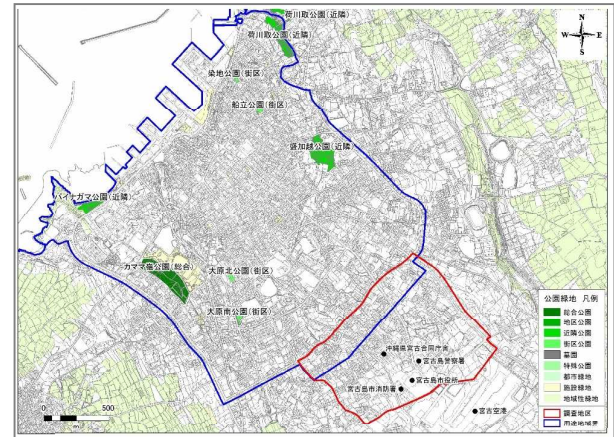 荷川取公園(近隣)
荷川取公園(近隣)
N
W
E
S
染地公園(街区)
船立公園(街区)
盛加越公園(近隣)
パイナガマ公園(近隣)
カママ嶺公園(総合)
大原北公園(街区)
大原南公園(街区)
沖縄県宮古合同庁舎
宮古島警察署
宮古島市役所
宮古島市消防署
宮古空港
公園緑地 凡例
総合公園
地区公園
近隣公園
街区公園
墓園
特殊公園
都市緑地
施設緑地
地域性緑地
調査地区
用途地域界
0
500
m